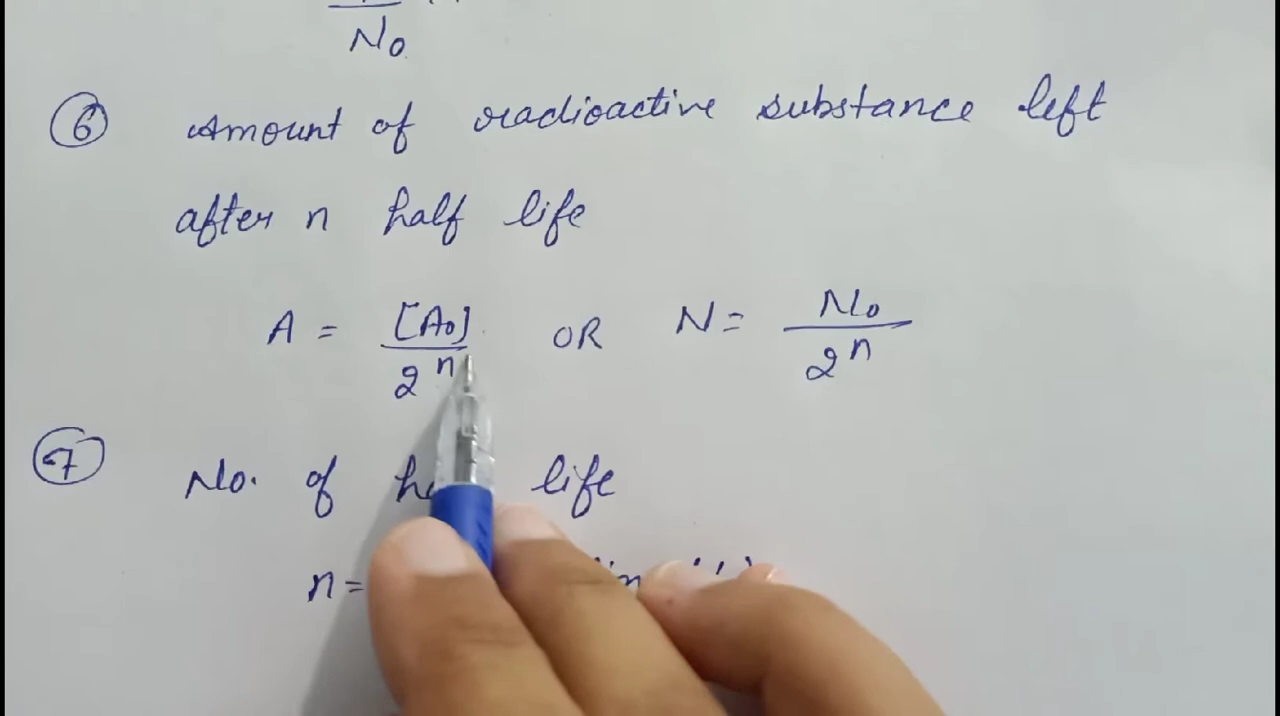 No
6 Amount of radioactive substance left
after n half life
A = [A0] / 2^n OR N = N0 / 2^n
7 No. of life
n =